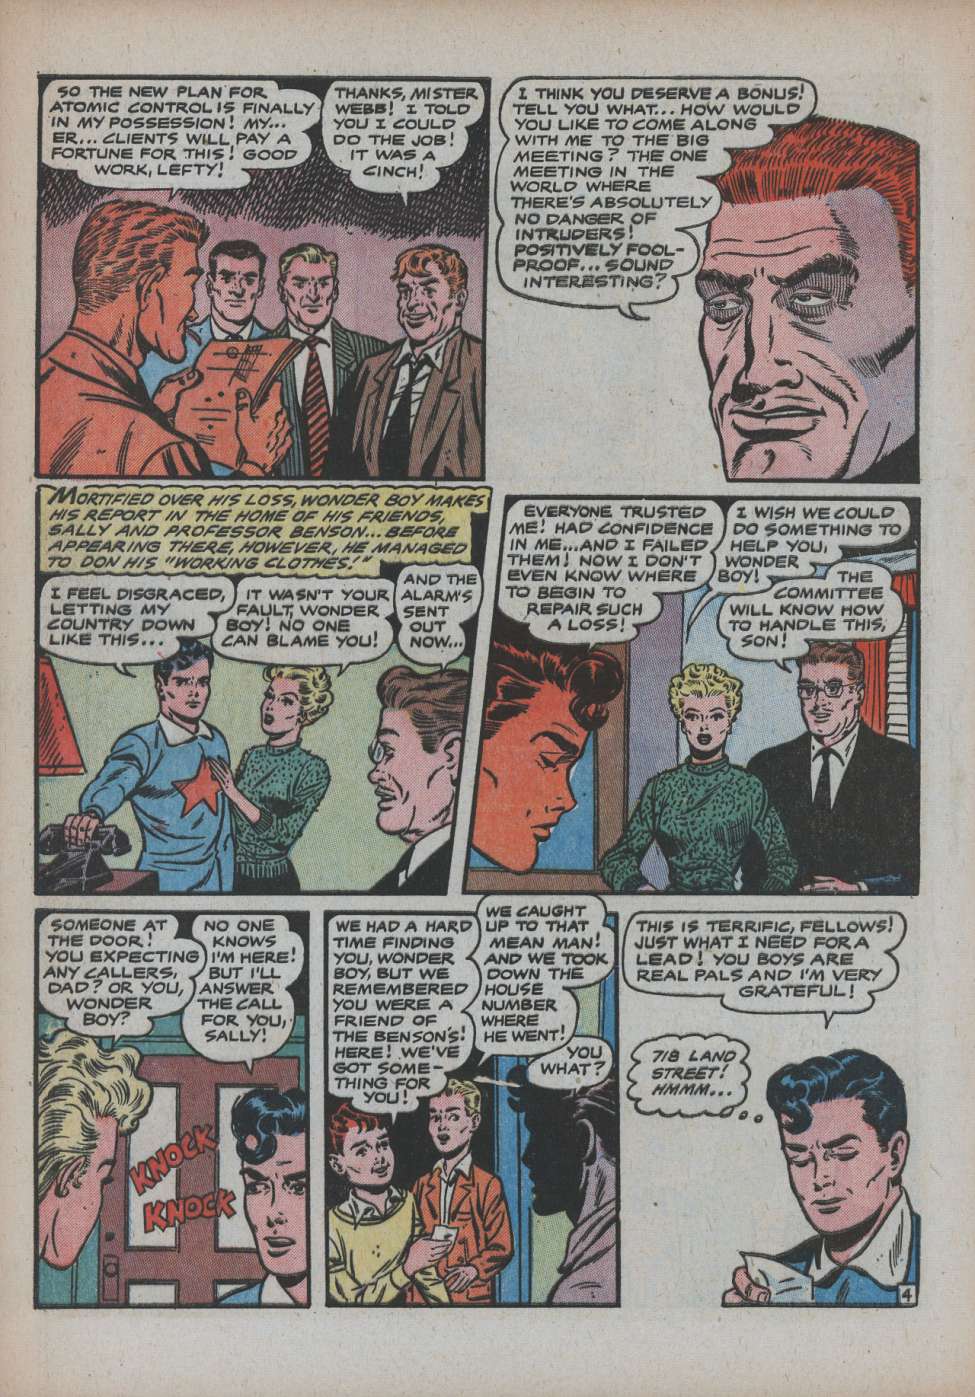 SO THE NEW PLAN FOR
ATOMIC CONTROL IS FINALLY
IN MY POSSESSION! MY...
ER... CLIENTS WILL PAY A
FORTUNE FOR THIS! GOOD
WORK, LEFTY!
THANKS, MISTER
WEBB! I TOLD
YOU I COULD
DO THE JOB!
IT WAS A
CINCH!
I THINK YOU DESERVE A BONUS!
TELL YOU WHAT... HOW WOULD
YOU LIKE TO COME ALONG
WITH ME TO THE BIG
MEETING? THE ONE
MEETING IN THE
WORLD WHERE
THERE'S ABSOLUTELY
NO DANGER OF
INTRUDERS!
POSITIVELY FOOL-
PROOF... SOUND
INTERESTING?
MORTIFIED OVER HIS LOSS, WONDER BOY MAKES
HIS REPORT IN THE HOME OF HIS FRIENDS,
SALLY AND PROFESSOR BENSON... BEFORE
APPEARING THERE, HOWEVER, HE MANAGED
TO DON HIS "WORKING CLOTHES!"
I FEEL DISGRACED,
LETTING MY
COUNTRY DOWN
LIKE THIS...
IT WASN'T YOUR
FAULT, WONDER
BOY! NO ONE
CAN BLAME YOU!
AND THE
ALARM'S
SENT
OUT
NOW...
EVERYONE TRUSTED
ME! HAD CONFIDENCE
IN ME...AND I FAILED
THEM! NOW I DON'T
EVEN KNOW WHERE
TO BEGIN TO
REPAIR SUCH
A LOSS!
I WISH WE COULD
DO SOMETHING TO
HELP YOU,
WONDER
BOY!
THE
COMMITTEE
WILL KNOW HOW
TO HANDLE THIS,
SON!
SOMEONE AT
THE DOOR!
YOU EXPECTING
ANY CALLERS,
DAD? OR YOU,
WONDER
BOY?
NO ONE
KNOWS
I'M HERE!
BUT I'LL
ANSWER
THE CALL
FOR YOU,
SALLY!
KNOCK
KNOCK
WE HAD A HARD
TIME FINDING
YOU, WONDER
BOY, BUT WE
REMEMBERED
YOU WERE A
FRIEND OF
THE BENSON'S!
HERE! WE'VE
GOT SOME-
THING FOR
YOU!
WE CAUGHT
UP TO THAT
MEAN MAN!
AND WE TOOK
DOWN THE
HOUSE
NUMBER
WHERE
HE WENT!
YOU
WHAT?
THIS IS TERRIFIC, FELLOWS!
JUST WHAT I NEED FOR A
LEAD! YOU BOYS ARE
REAL PALS AND I'M VERY
GRATEFUL!
718 LAND
STREET!
HMMM...
4